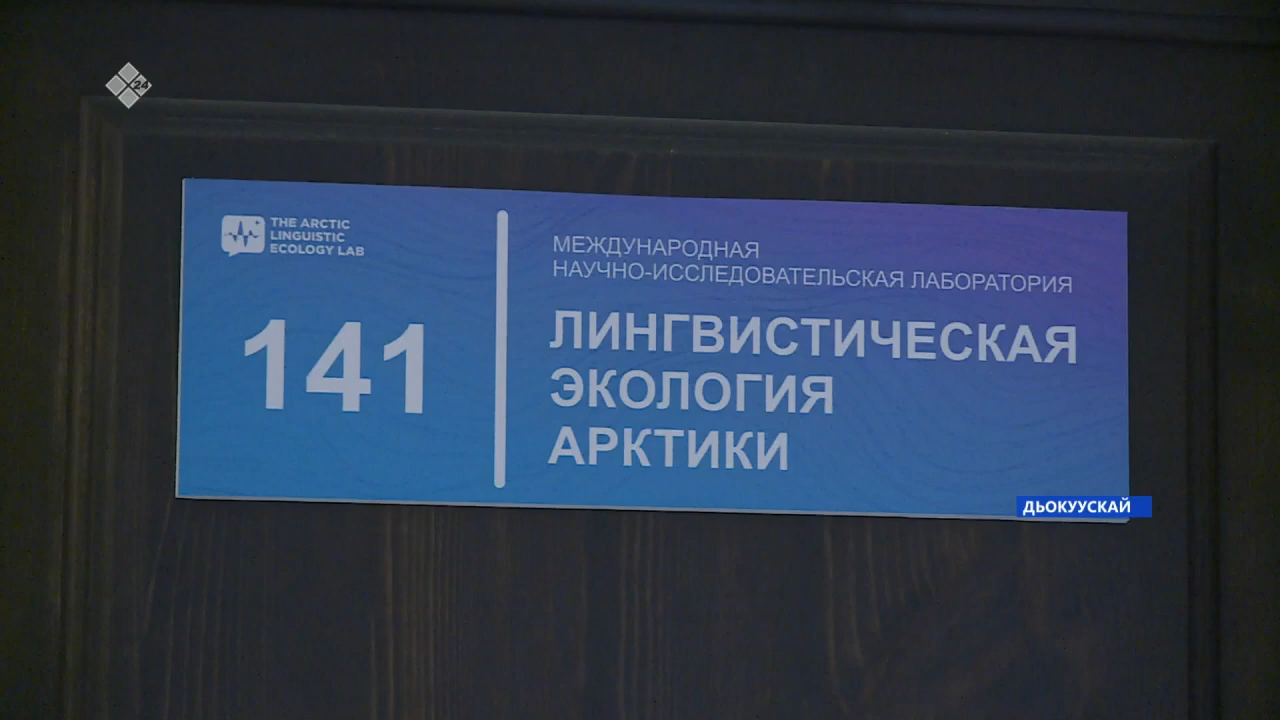 24
THE ARCTIC
LINGUISTIC
ECOLOGY LAB
141
МЕЖДУНАРОДНАЯ
НАУЧНО-ИССЛЕДОВАТЕЛЬСКАЯ ЛАБОРАТОРИЯ
ЛИНГВИСТИЧЕСКАЯ
ЭКОЛОГИЯ
АРКТИКИ
ДЬОКУУСКАЙ